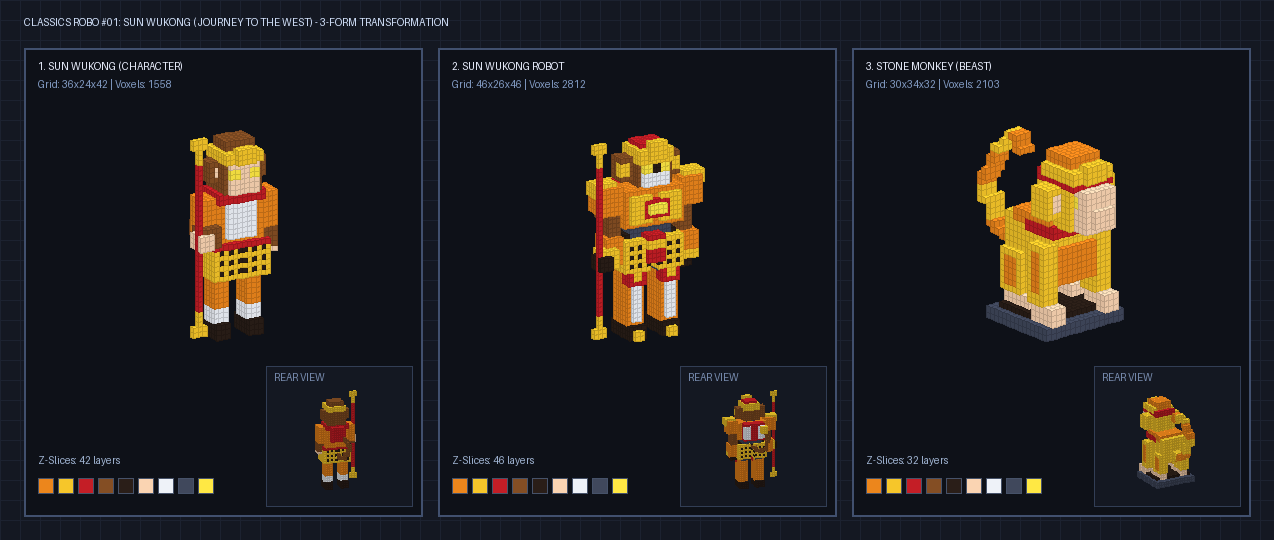 CLASSICS ROBO #01: SUN WUKONG (JOURNEY TO THE WEST) - 3-FORM TRANSFORMATION
1. SUN WUKONG (CHARACTER)
Grid: 36x24x42 | Voxels: 1558
REAR VIEW
Z-Slices: 42 layers
2. SUN WUKONG ROBOT
Grid: 46x26x46 | Voxels: 2812
REAR VIEW
Z-Slices: 46 layers
3. STONE MONKEY (BEAST)
Grid: 30x34x32 | Voxels: 2103
REAR VIEW
Z-Slices: 32 layers